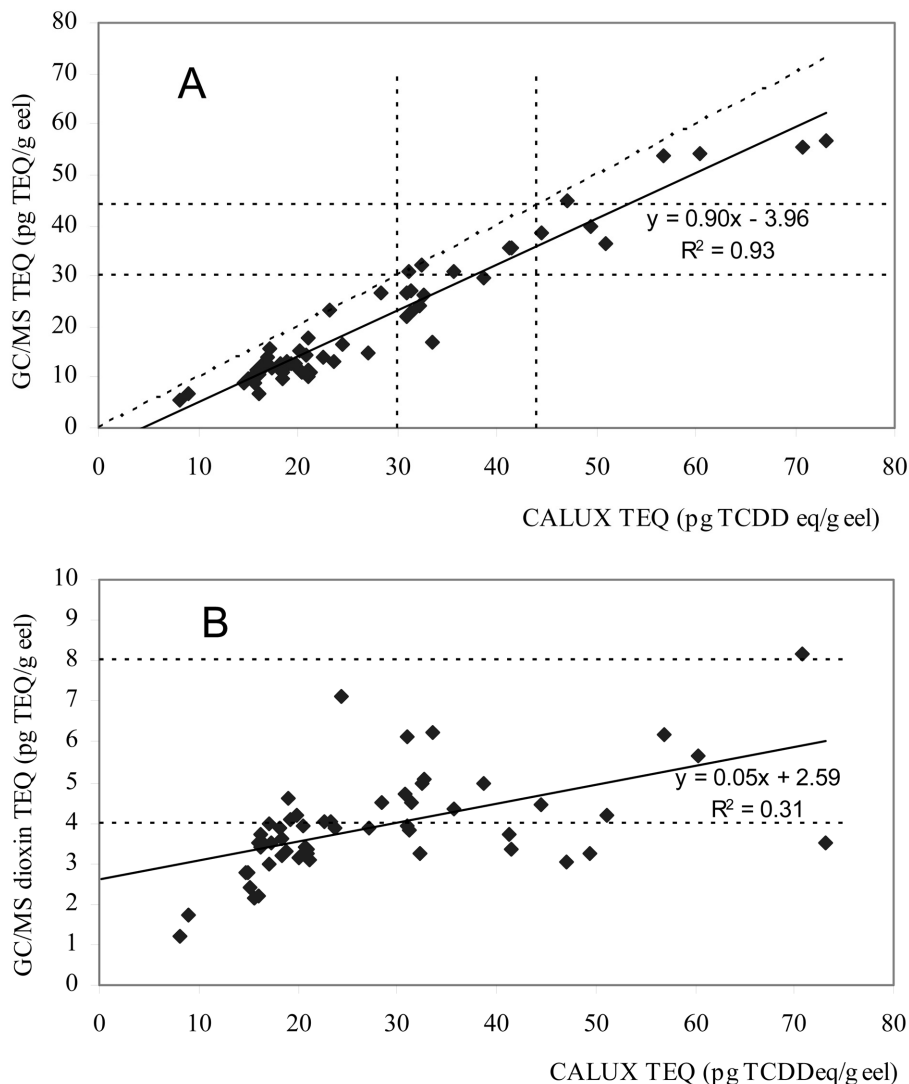 80
70
60
50
40
30
20
10
0
GC/MS TEQ (pg TEQ/g eel)
A
y = 0.90x - 3.96
R² = 0.93
0 10 20 30 40 50 60 70 80
CALUX TEQ (pg TCDD eq/g eel)
10
9
8
7
6
5
4
3
2
1
0
GC/MS dioxin TEQ (pg TEQ/g eel)
B
y = 0.05x + 2.59
R² = 0.31
0 10 20 30 40 50 60 70 80
CALUX TEQ (pg TCDDeq/g eel)